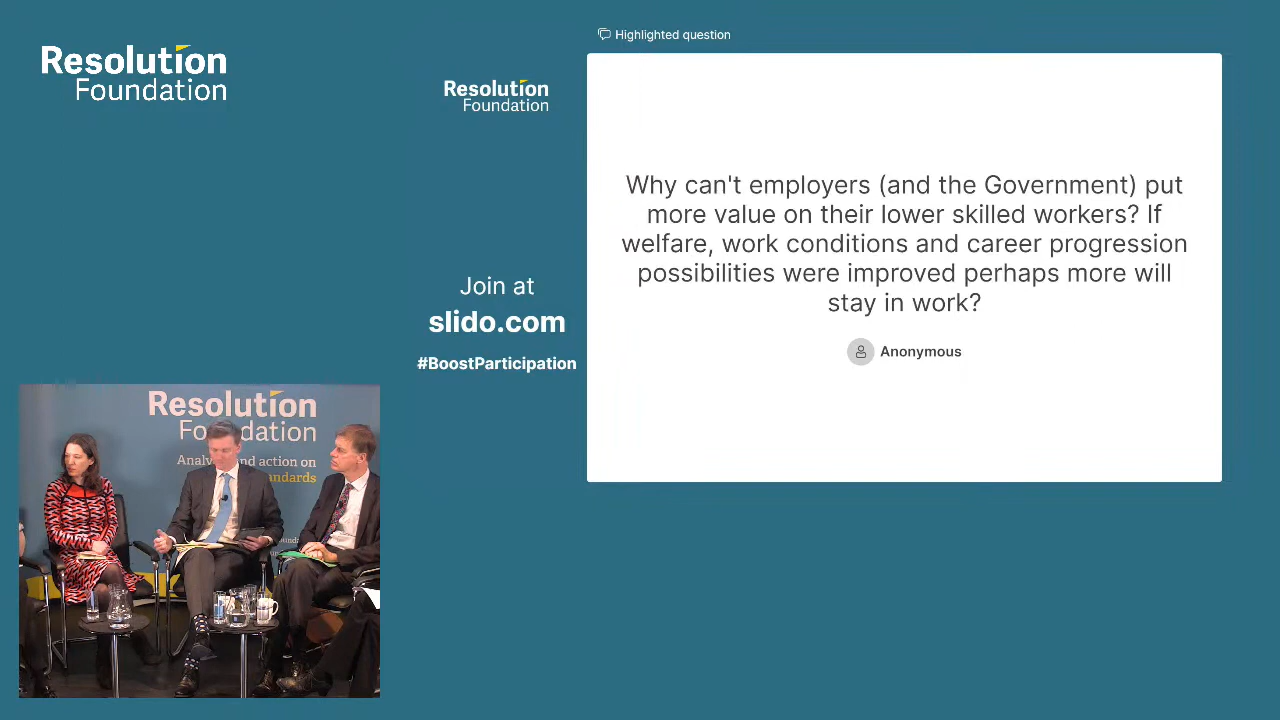 Resolution
Foundation
Highlighted question
Resolution
Foundation
Why can't employers (and the Government) put
more value on their lower skilled workers? If
welfare, work conditions and career progression
possibilities were improved perhaps more will
stay in work?
Anonymous
Join at
slido.com
#BoostParticipation
Resolution
Foundation